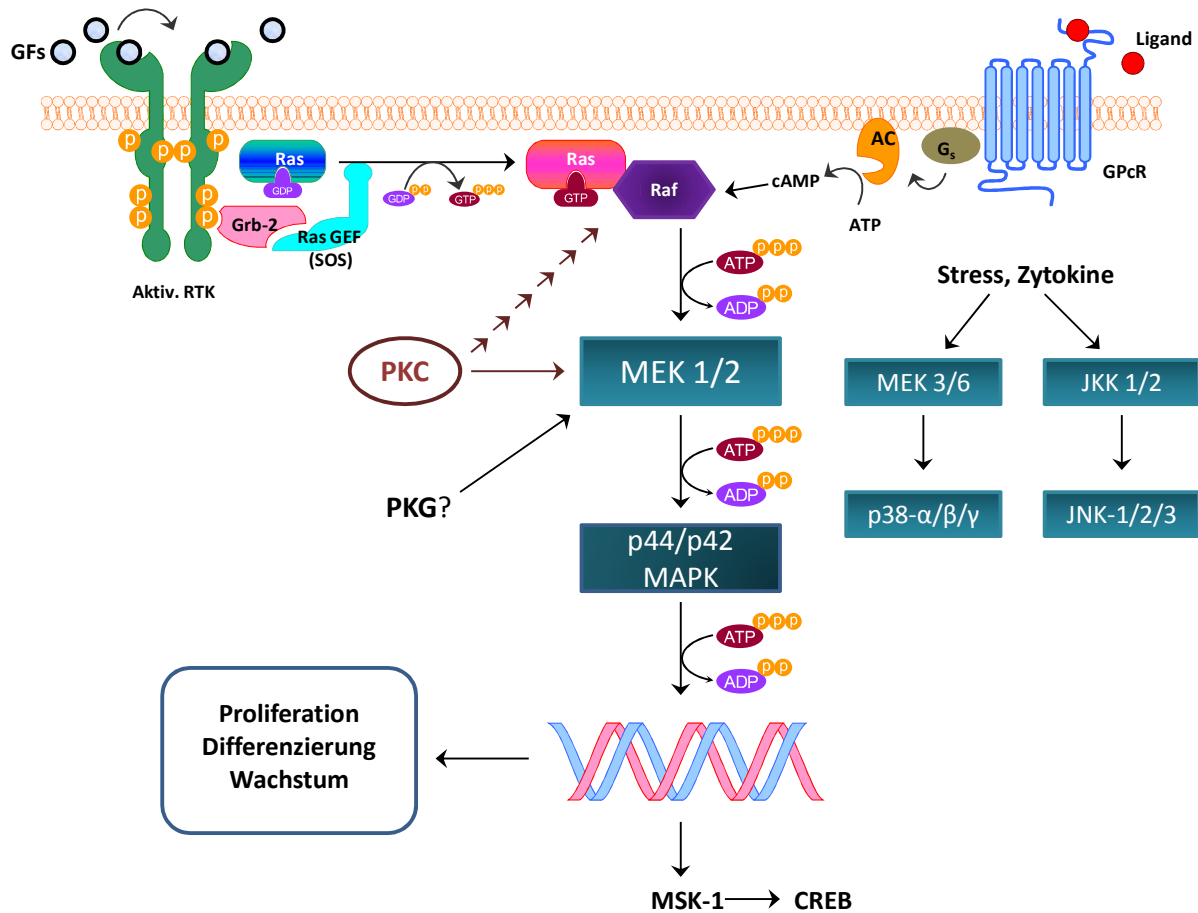 GFs
Ligand
p
p
p
p
p
p
p
p
Ras
GDP
Grb-2
Ras GEF
(SOS)
Aktiv. RTK
GDP
p
p
GTP
p
p
p
Ras
GTP
Raf
cAMP
ATP
AC
Gs
GPcR
ATP
p
p
p
ADP
p
p
Stress, Zytokine
PKC
MEK 1/2
MEK 3/6
JKK 1/2
ATP
p
p
p
ADP
p
p
PKG?
p38-α/β/γ
JNK-1/2/3
p44/p42
MAPK
ATP
p
p
p
ADP
p
p
Proliferation
Differenzierung
Wachstum
MSK-1
CREB